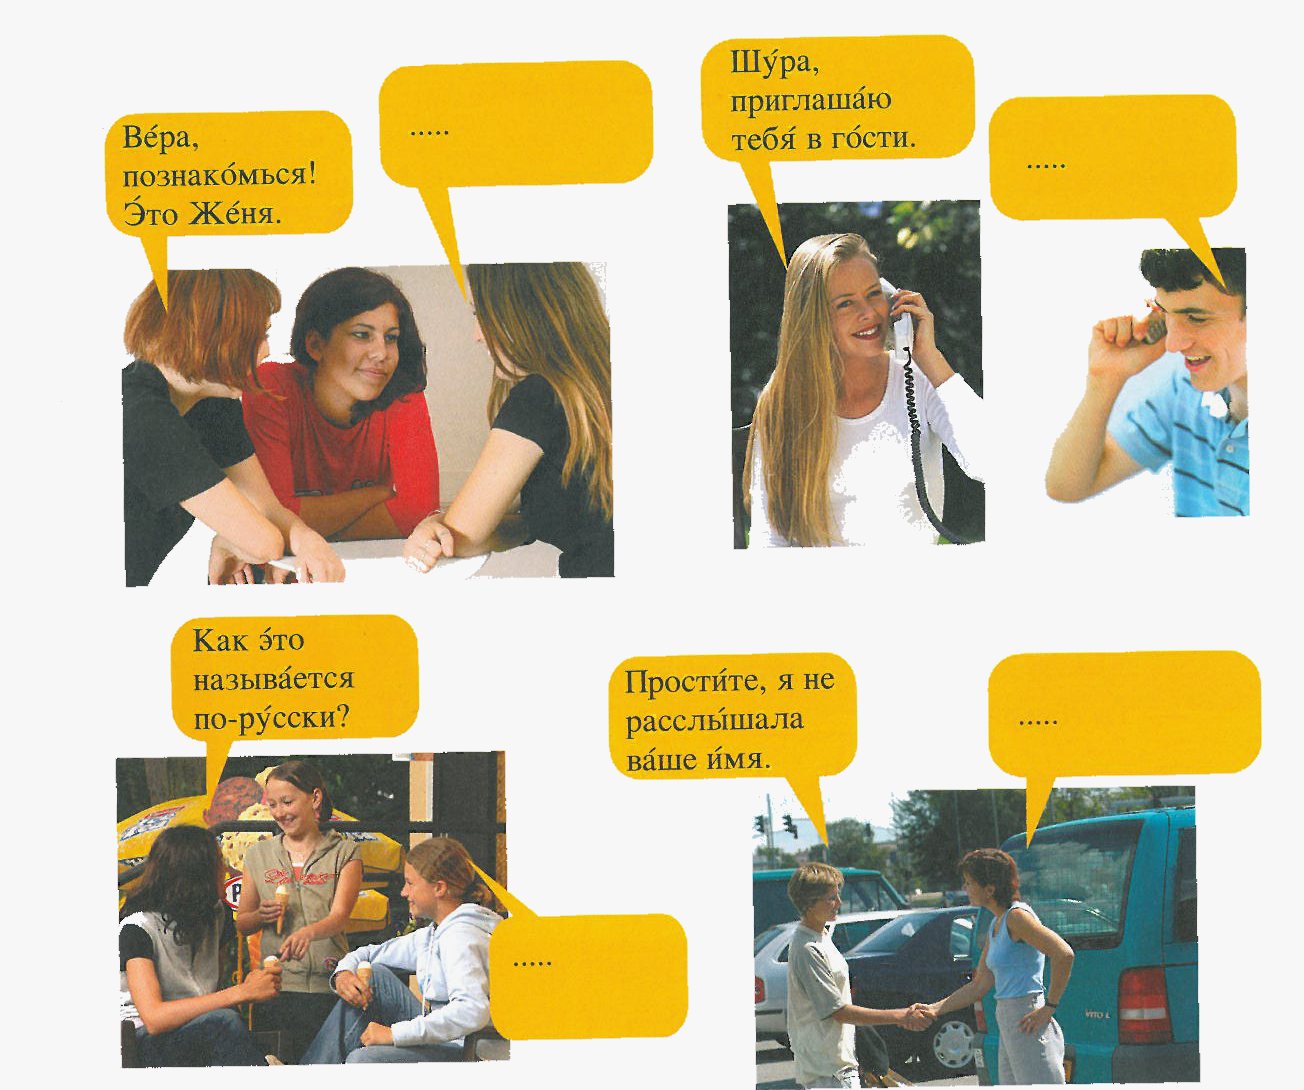 Ве́ра,
познако́мься!
Э́то Же́ня.
.....
Шу́ра,
приглаша́ю
тебя́ в го́сти.
.....
Как э́то
называ́ется
по-ру́сски?
.....
Прости́те, я не
расслы́шала
ва́ше и́мя.
.....
VITO L